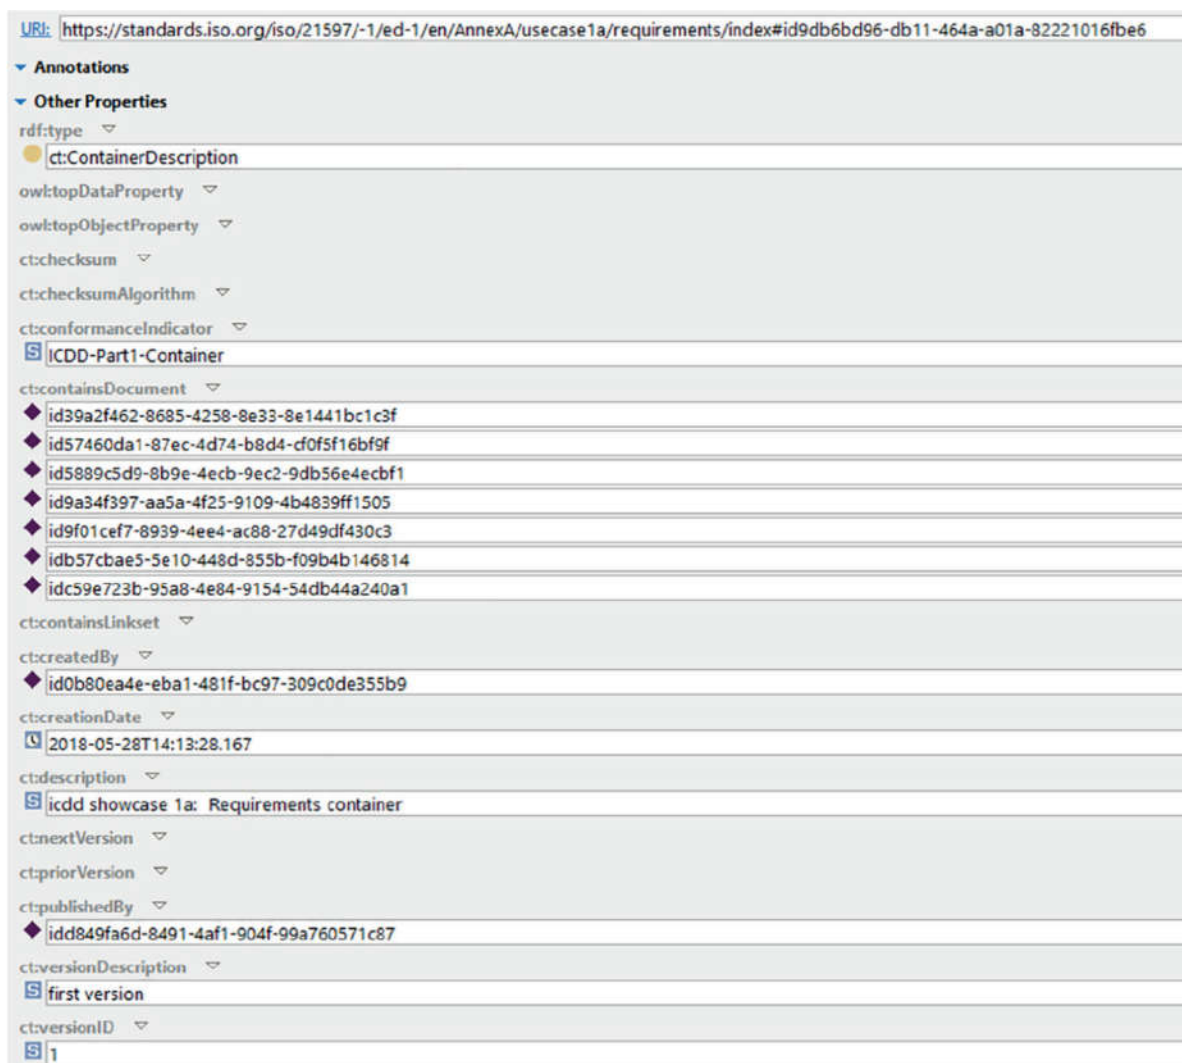 URI: https://standards.iso.org/iso/21597/-1/ed-1/en/AnnexA/usecase1a/requirements/index#id9db6bd96-db11-464a-a01a-82221016fbe6
Annotations
Other Properties
rdf:type
ct:ContainerDescription
owl:topDataProperty
owl:topObjectProperty
ct:checksum
ct:checksumAlgorithm
ct:conformanceIndicator
S ICDD-Part1-Container
ct:containsDocument
id39a2f462-8685-4258-8e33-8e1441bc1c3f
id57460da1-87ec-4d74-b8d4-cf0f5f16bf9f
id5889c5d9-8b9e-4ecb-9ec2-9db56e4ecbf1
id9a34f397-aa5a-4f25-9109-4b4839ff1505
id9f01cef7-8939-4ee4-ac88-27d49df430c3
idb57cbae5-5e10-448d-855b-f09b4b146814
idc59e723b-95a8-4e84-9154-54db44a240a1
ct:containsLinkset
ct:createdBy
id0b80ea4e-eba1-481f-bc97-309c0de355b9
ct:creationDate
2018-05-28T14:13:28.167
ct:description
S icdd showcase 1a: Requirements container
ct:nextVersion
ct:priorVersion
ct:publishedBy
idd849fa6d-8491-4af1-904f-99a760571c87
ct:versionDescription
S first version
ct:versionID
S 1